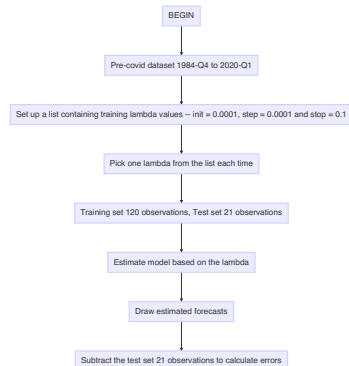 BEGIN
Pre-covid dataset 1984-Q4 to 2020-Q1
Set up a list containing training lambda values -- init = 0.0001, step = 0.0001 and stop = 0.1
Pick one lambda from the list each time
Training set 120 observations, Test set 21 observations
Estimate model based on the lambda
Draw estimated forecasts
Subtract the test set 21 observations to calculate errors